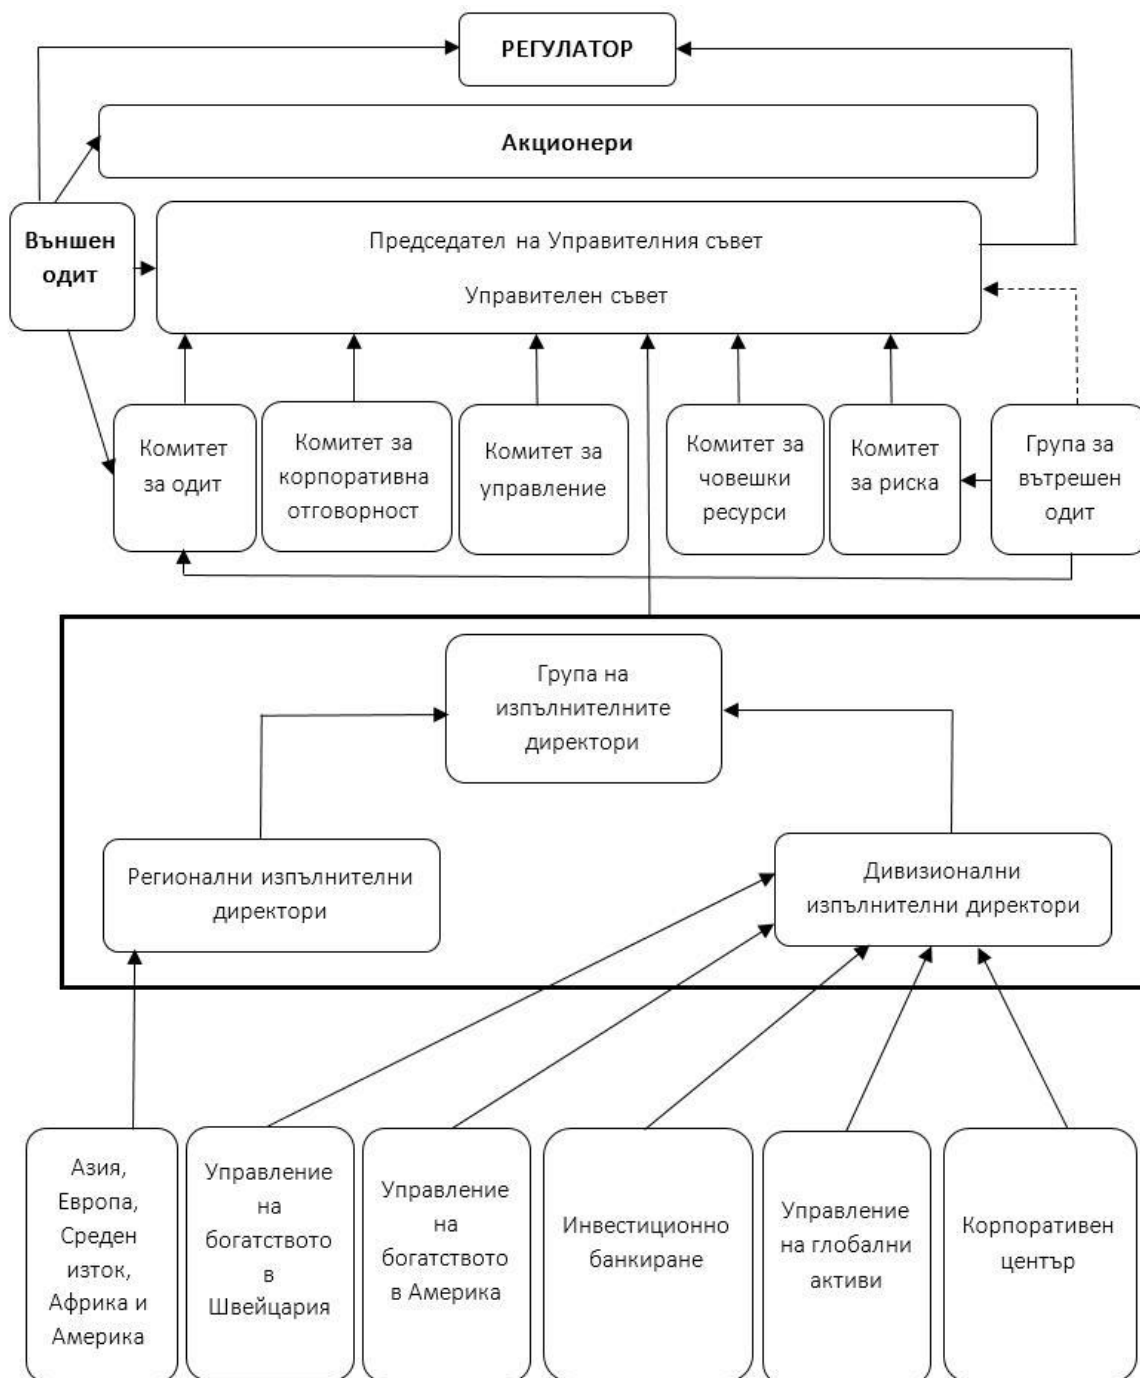 РЕГУЛАТОР
Акционери
Външен
одит
Председател на Управителния съвет
Управителен съвет
Комитет
за одит
Комитет за
корпоративна
отговорност
Комитет за
управление
Комитет за
човешки
ресурси
Комитет
за риска
Група за
вътрешен
одит
Група на
изпълнителните
директори
Регионални изпълнителни
директори
Дивизионални
изпълнителни директори
Азия,
Европа,
Среден
изток,
Африка и
Америка
Управление
на
богатството
в
Швейцария
Управление
на
богатството
в Америка
Инвестиционно
банкиране
Управление
на глобални
активи
Корпоративен
център